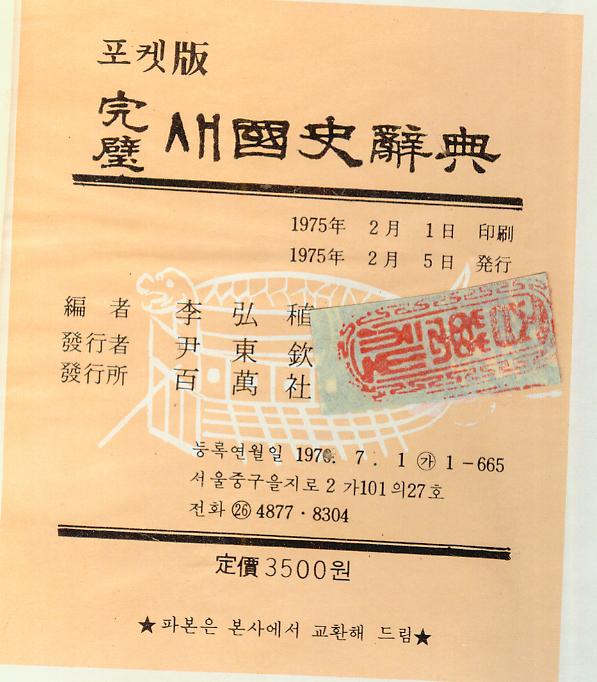 포켓版
完璧 새國史辭典
1975年 2月 1日 印刷
1975年 2月 5日 発行
編者 李弘稙
發行者 尹東欽
發行所 百萬社
등록연월일 1970. 7. 1 ㉮ 1-665
서울중구을지로 2 가101의27호
전화 ㉖ 4877·8304
定價 3500원
★파본은 본사에서 교환해 드림★